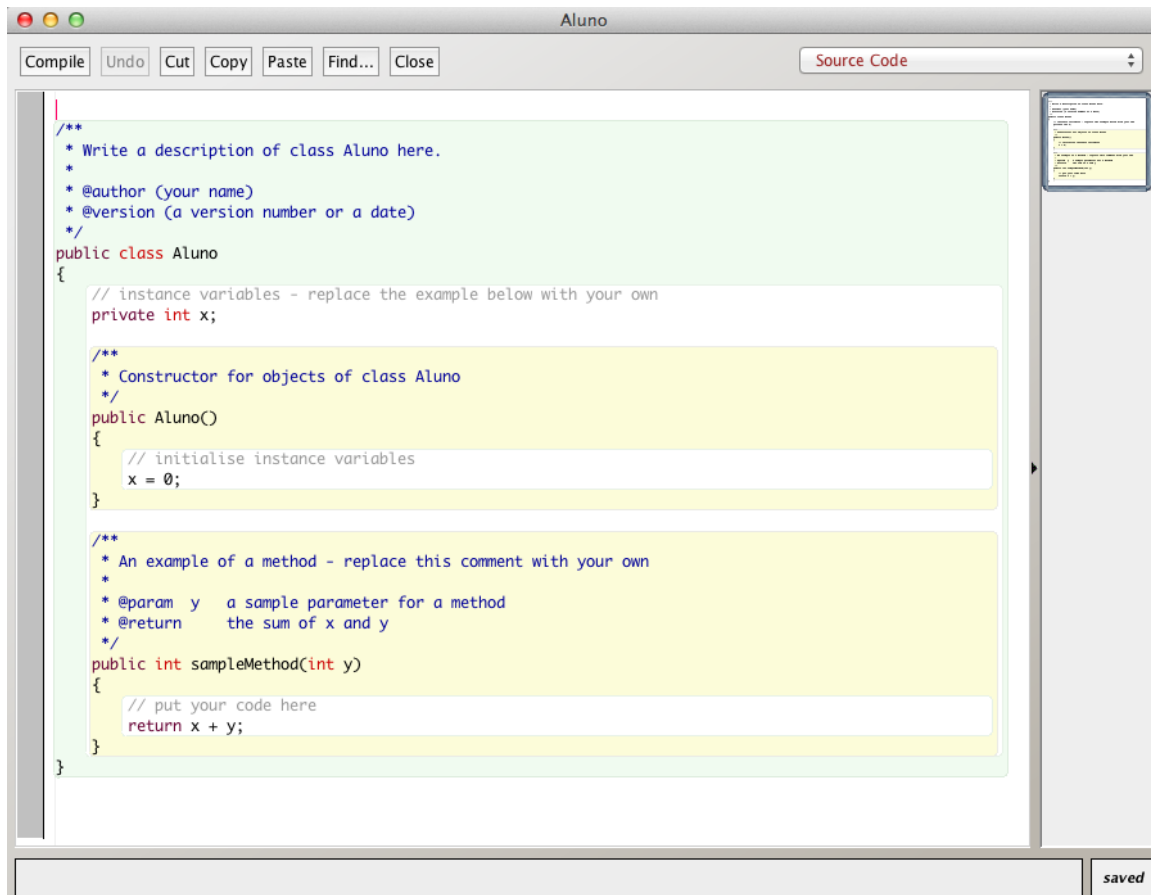 Aluno
Compile Undo Cut Copy Paste Find... Close Source Code
/**
 * Write a description of class Aluno here.
 *
 * @author (your name)
 * @version (a version number or a date)
 */
public class Aluno
{
    // instance variables - replace the example below with your own
    private int x;
    /**
     * Constructor for objects of class Aluno
     */
    public Aluno()
    {
        // initialise instance variables
        x = 0;
    }
    /**
     * An example of a method - replace this comment with your own
     *
     * @param  y   a sample parameter for a method
     * @return     the sum of x and y
     */
    public int sampleMethod(int y)
    {
        // put your code here
        return x + y;
    }
}
saved